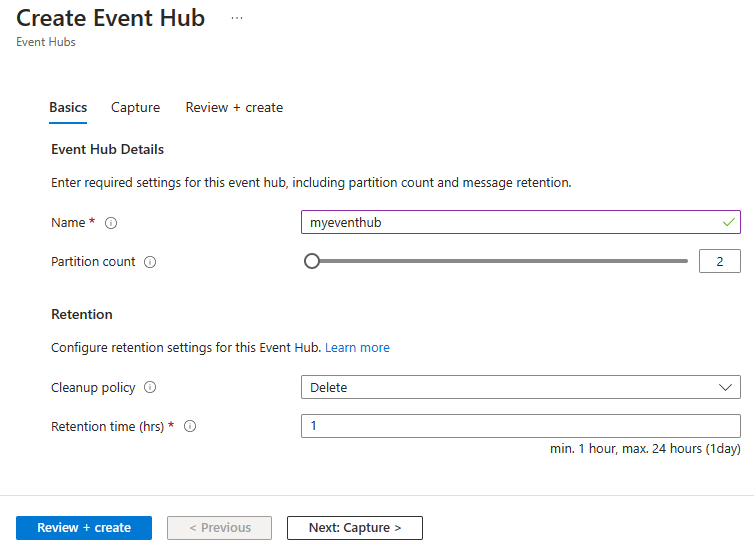 Create Event Hub ...
Event Hubs
Basics Capture Review + create
Event Hub Details
Enter required settings for this event hub, including partition count and message retention.
Name * myeventhub
Partition count 2
Retention
Configure retention settings for this Event Hub. Learn more
Cleanup policy Delete
Retention time (hrs) * 1
min. 1 hour, max. 24 hours (1day)
Review + create < Previous Next: Capture >